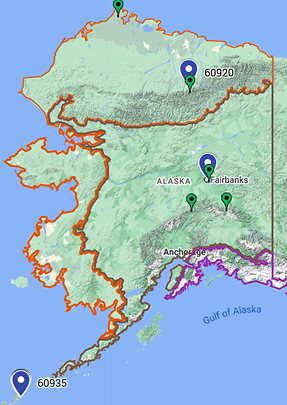 60920
ALASKA
Fairbanks
Anchorage
Gulf of Alaska
60935